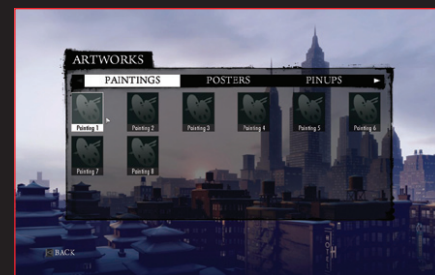 ARTWORKS
PAINTINGS POSTERS PINUPS
Painting 1 Painting 2 Painting 3 Painting 4 Painting 5 Painting 6
Painting 7 Painting 8
BACK